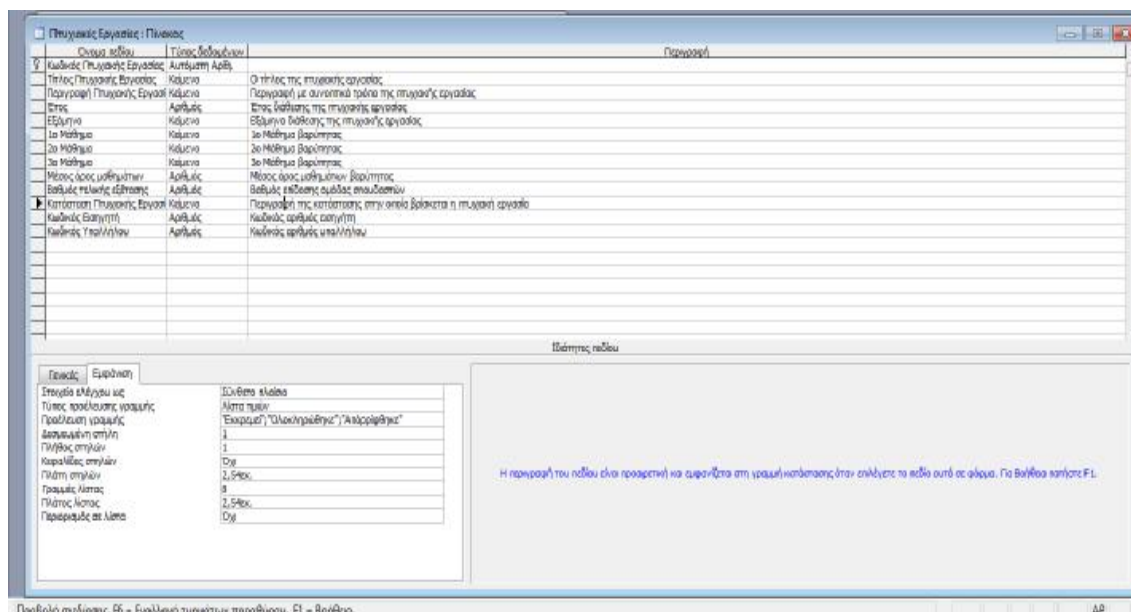 Πτυχιακές Εργασίες : Πίνακας
Όνομα πεδίου Τύπος δεδομένων Περιγραφή
Κωδικός Πτυχιακής Εργασίας Αυτόματη Αρίθ.
Τίτλος Πτυχιακής Εργασίας Κείμενο Ο τίτλος της πτυχιακής εργασίας
Περιγραφή Πτυχιακής Εργασί Κείμενο Περιγραφή με συνοπτικό τρόπο της πτυχιακής εργασίας
Έτος Αριθμός Έτος διάθεσης της πτυχιακής εργασίας
Εξάμηνο Κείμενο Εξάμηνο διάθεσης της πτυχιακής εργασίας
1ο Μάθημα Κείμενο 1ο Μάθημα βαρύτητας
2ο Μάθημα Κείμενο 2ο Μάθημα βαρύτητας
3ο Μάθημα Κείμενο 3ο Μάθημα βαρύτητας
Μέσος όρος μαθημάτων Αριθμός Μέσος όρος μαθημάτων βαρύτητας
Βαθμός τελικής εξέτασης Αριθμός Βαθμός επίδοσης ομάδας σπουδαστών
Κατάσταση Πτυχιακής Εργασί Κείμενο Περιγραφή της κατάστασης στην οποία βρίσκεται η πτυχιακή εργασία
Κωδικός Εισηγητή Αριθμός Κωδικός αριθμός εισηγητή
Κωδικός Υπαλλήλου Αριθμός Κωδικός αριθμός υπαλλήλου
Ιδιότητες πεδίου
Γενικές Εμφάνιση
Στοιχείο ελέγχου ως Σύνθετο πλαίσιο
Τύπος προέλευσης γραμμής Λίστα τιμών
Προέλευση γραμμής "Εκκρεμεί";"Ολοκληρώθηκε";"Απορρίφθηκε"
Δεσμευμένη στήλη 1
Πλήθος στηλών 1
Κεφαλίδες στηλών Όχι
Πλάτη στηλών 2,54εκ.
Γραμμές λίστας 8
Πλάτος λίστας 2,54εκ.
Περιορισμός σε λίστα Όχι
Η περιγραφή του πεδίου είναι προαιρετική και εμφανίζεται στη γραμμή κατάστασης όταν επιλέγετε το πεδίο αυτό σε φόρμα. Για βοήθεια πατήστε F1.
Προβολή σχεδίασης. F6 = Εναλλαγή τμημάτων παραθύρου. F1 = Βοήθεια.
ΑΡ